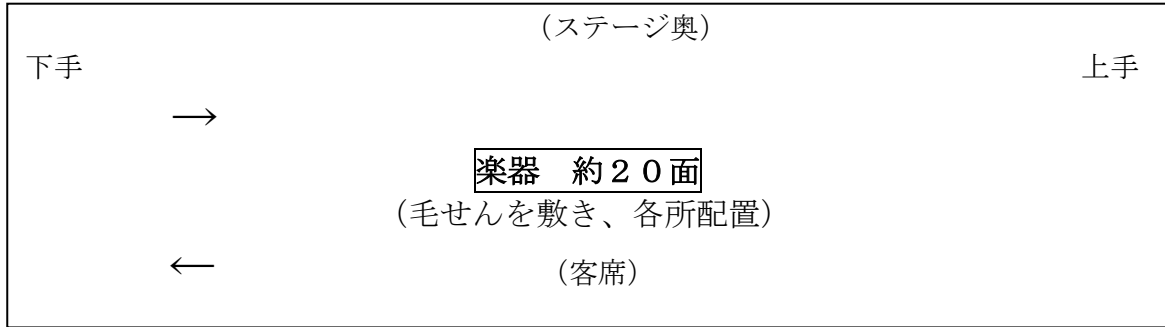 （ステージ奥）
下手 上手
→
楽器　約２０面
（毛せんを敷き、各所配置）
← （客席）